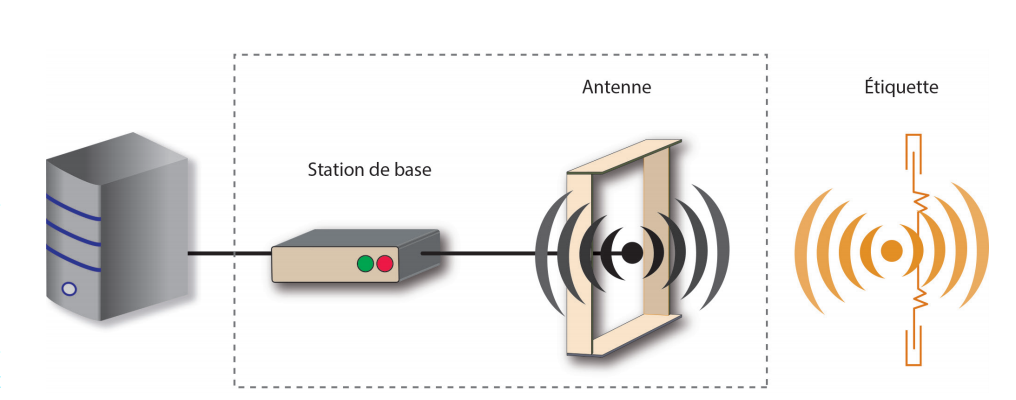 Antenne
Étiquette
Station de base